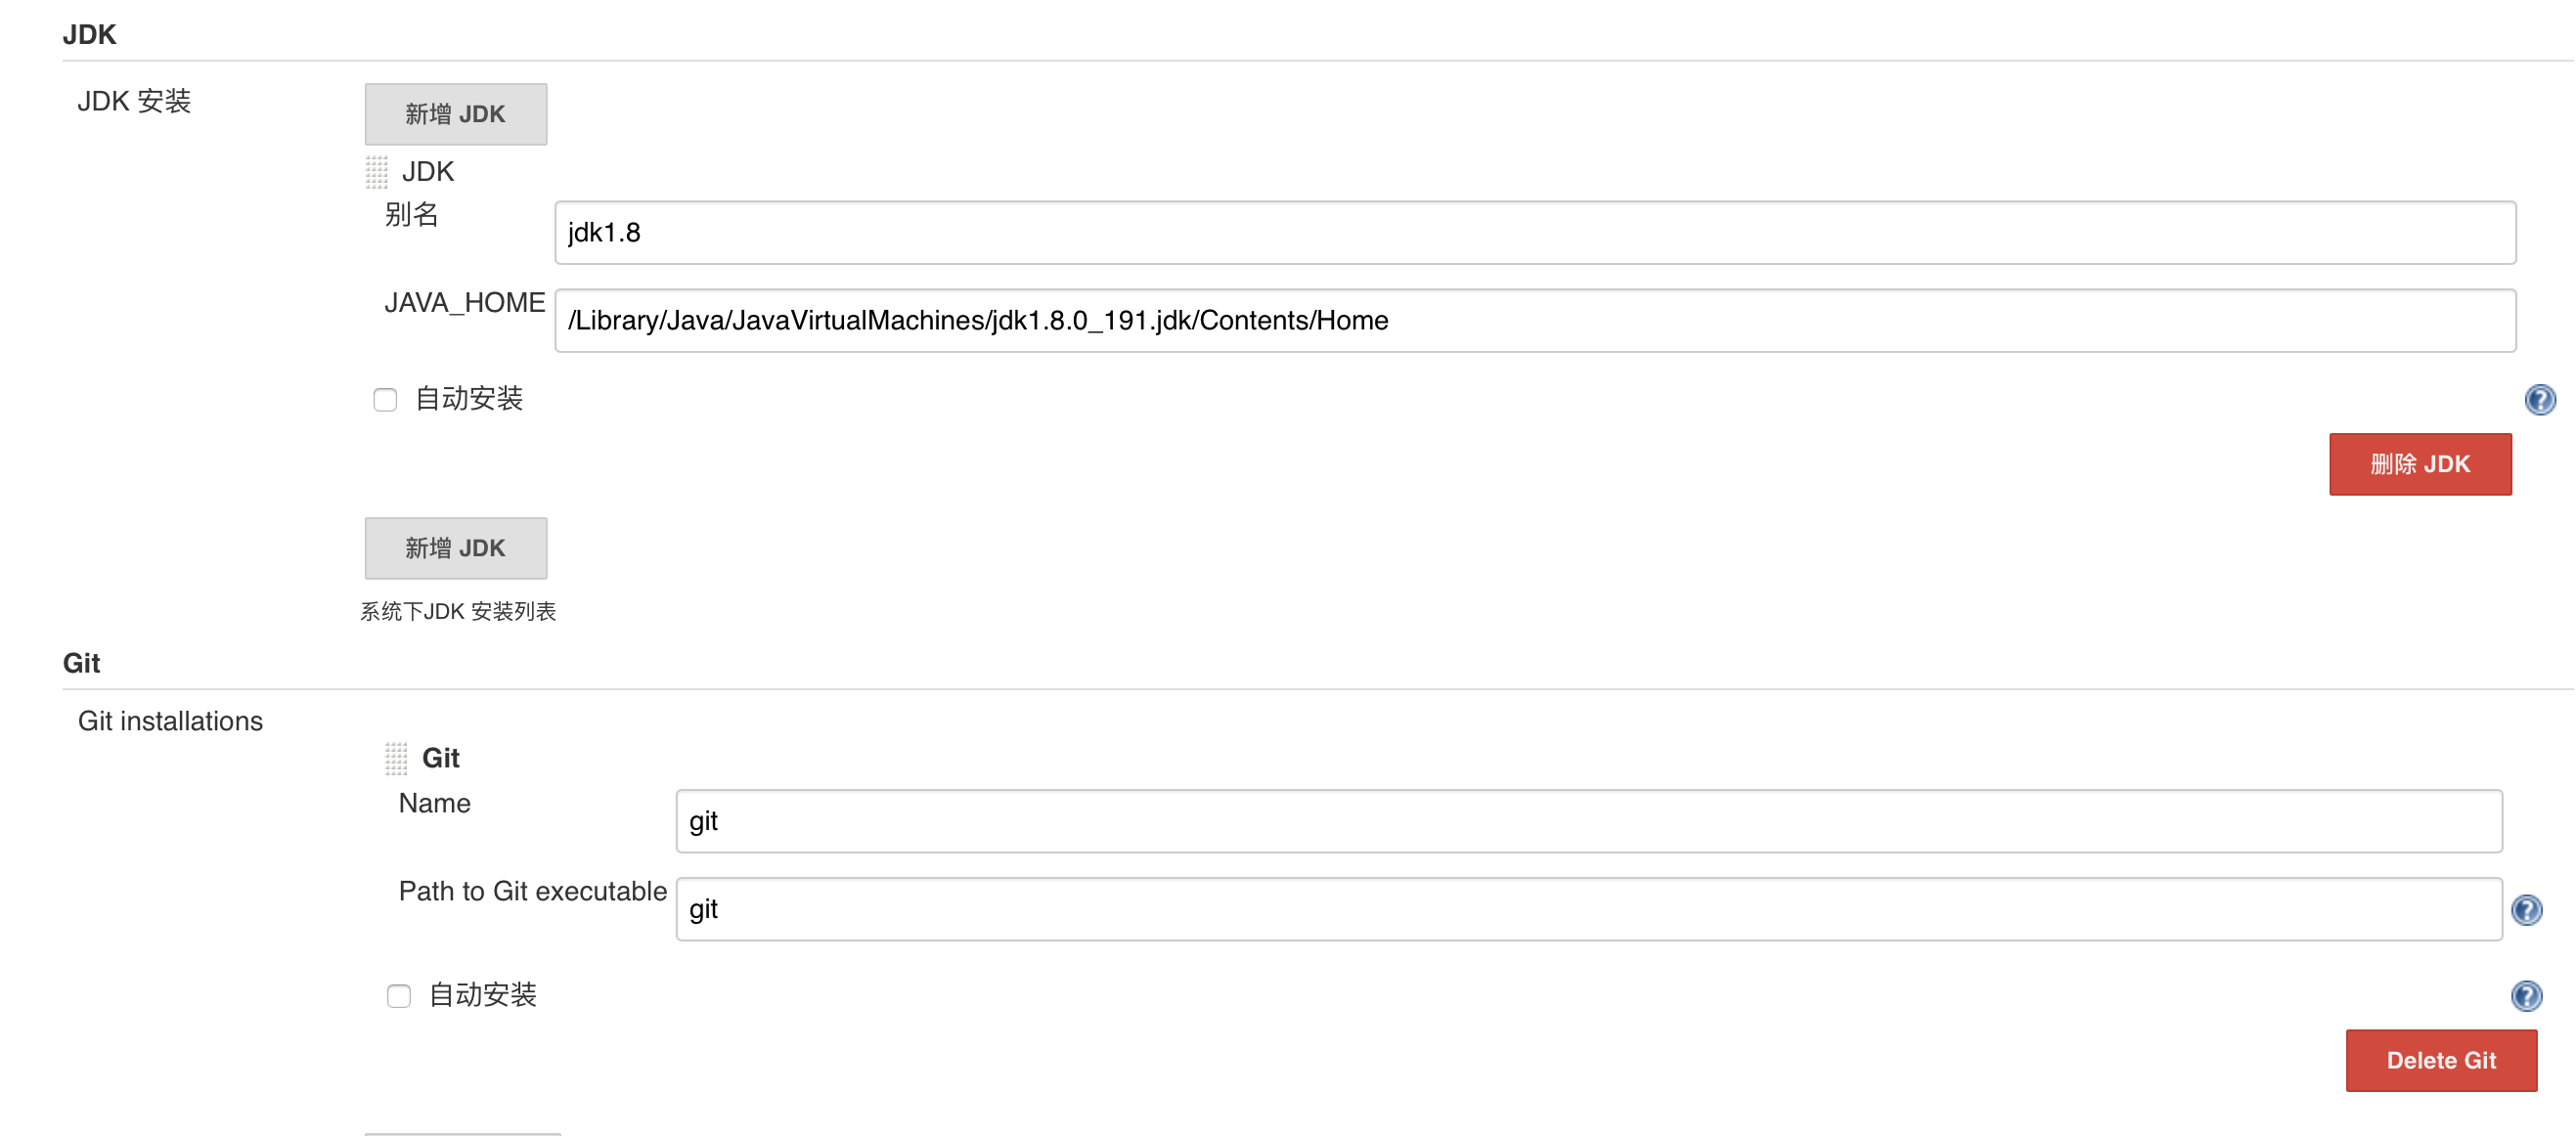 JDK
JDK 安装
新增 JDK
JDK
别名
jdk1.8
JAVA_HOME
/Library/Java/JavaVirtualMachines/jdk1.8.0_191.jdk/Contents/Home
自动安装
删除 JDK
新增 JDK
系统下JDK 安装列表
Git
Git installations
Git
Name
git
Path to Git executable
git
自动安装
Delete Git